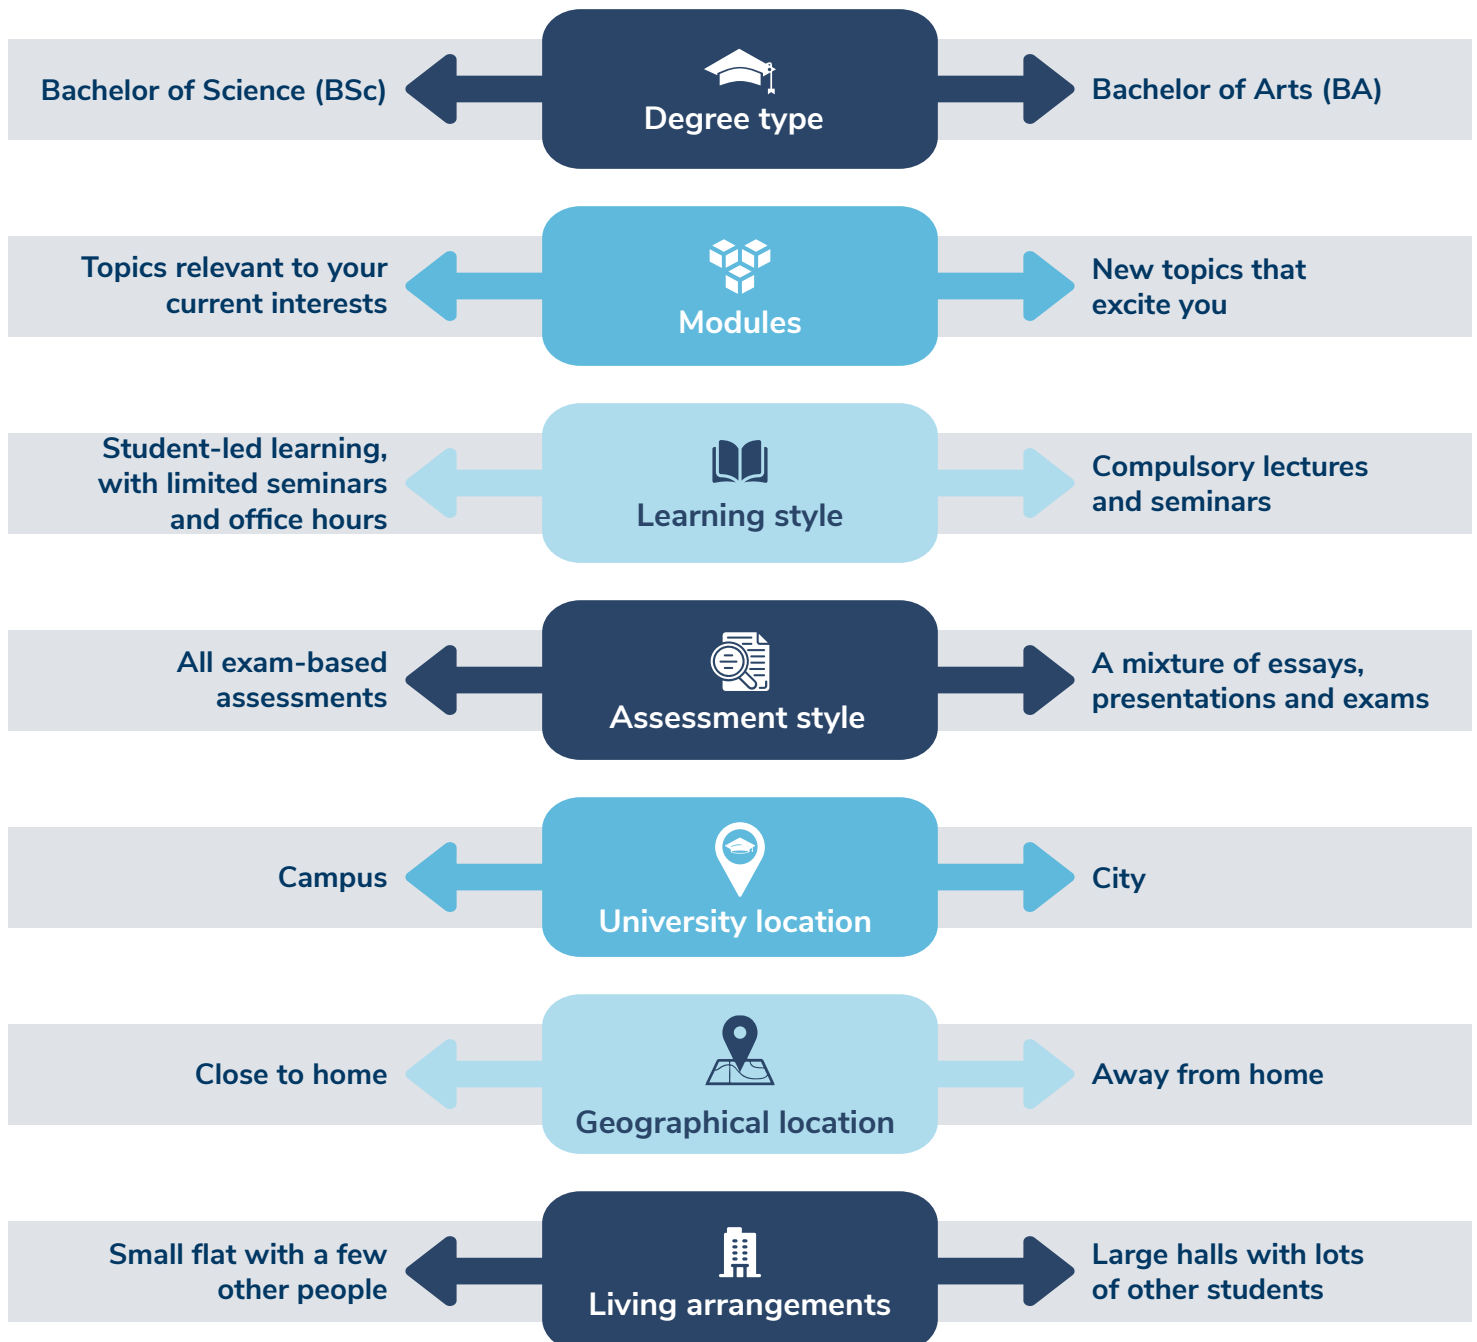 Bachelor of Science (BSc)
Degree type
Bachelor of Arts (BA)
Topics relevant to your
current interests
Modules
New topics that
excite you
Student-led learning,
with limited seminars
and office hours
Learning style
Compulsory lectures
and seminars
All exam-based
assessments
Assessment style
A mixture of essays,
presentations and exams
Campus
University location
City
Close to home
Geographical location
Away from home
Small flat with a few
other people
Living arrangements
Large halls with lots
of other students